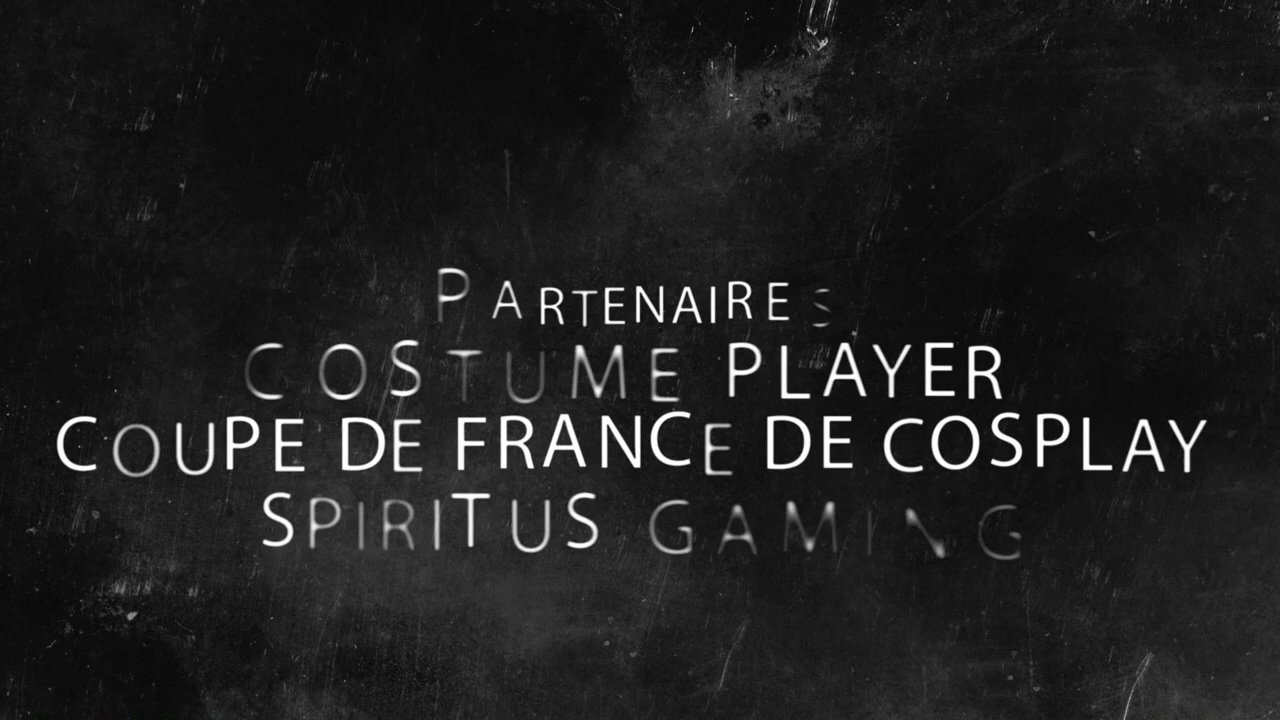 PARTENAIRES
COSTUME PLAYER
COUPE DE FRANCE DE COSPLAY
SPIRITUS GAMING